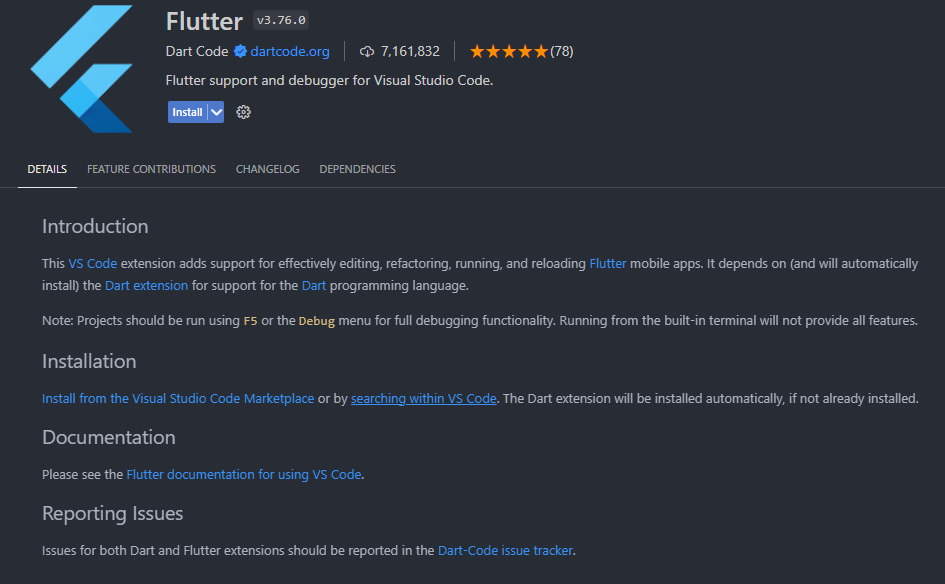 Flutter v3.76.0
Dart Code dartcode.org 7,161,832 (78)
Flutter support and debugger for Visual Studio Code.
Install
DETAILS FEATURE CONTRIBUTIONS CHANGELOG DEPENDENCIES
Introduction
This VS Code extension adds support for effectively editing, refactoring, running, and reloading Flutter mobile apps. It depends on (and will automatically
install) the Dart extension for support for the Dart programming language.
Note: Projects should be run using F5 or the Debug menu for full debugging functionality. Running from the built-in terminal will not provide all features.
Installation
Install from the Visual Studio Code Marketplace or by searching within VS Code. The Dart extension will be installed automatically, if not already installed.
Documentation
Please see the Flutter documentation for using VS Code.
Reporting Issues
Issues for both Dart and Flutter extensions should be reported in the Dart-Code issue tracker.